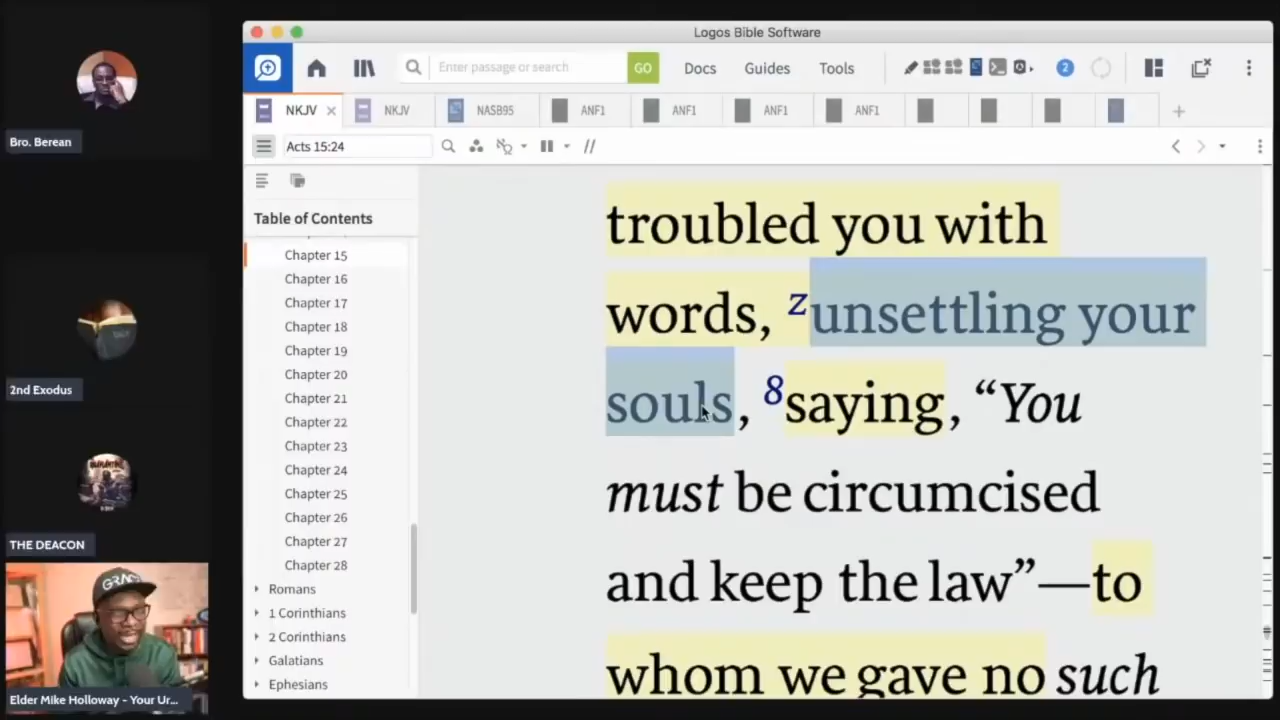 Logos Bible Software
Enter passage or search
GO
Docs
Guides
Tools
2
NKJV
NKJV
NASB95
ANF1
ANF1
ANF1
ANF1
Acts 15:24
Table of Contents
Chapter 15
Chapter 16
Chapter 17
Chapter 18
Chapter 19
Chapter 20
Chapter 21
Chapter 22
Chapter 23
Chapter 24
Chapter 25
Chapter 26
Chapter 27
Chapter 28
Romans
1 Corinthians
2 Corinthians
Galatians
Ephesians
troubled you with
words, z unsettling your
souls, 8 saying, “You
must be circumcised
and keep the law”—to
whom we gave no such
Bro. Berean
2nd Exodus
THE DEACON
Elder Mike Holloway - Your Ur...